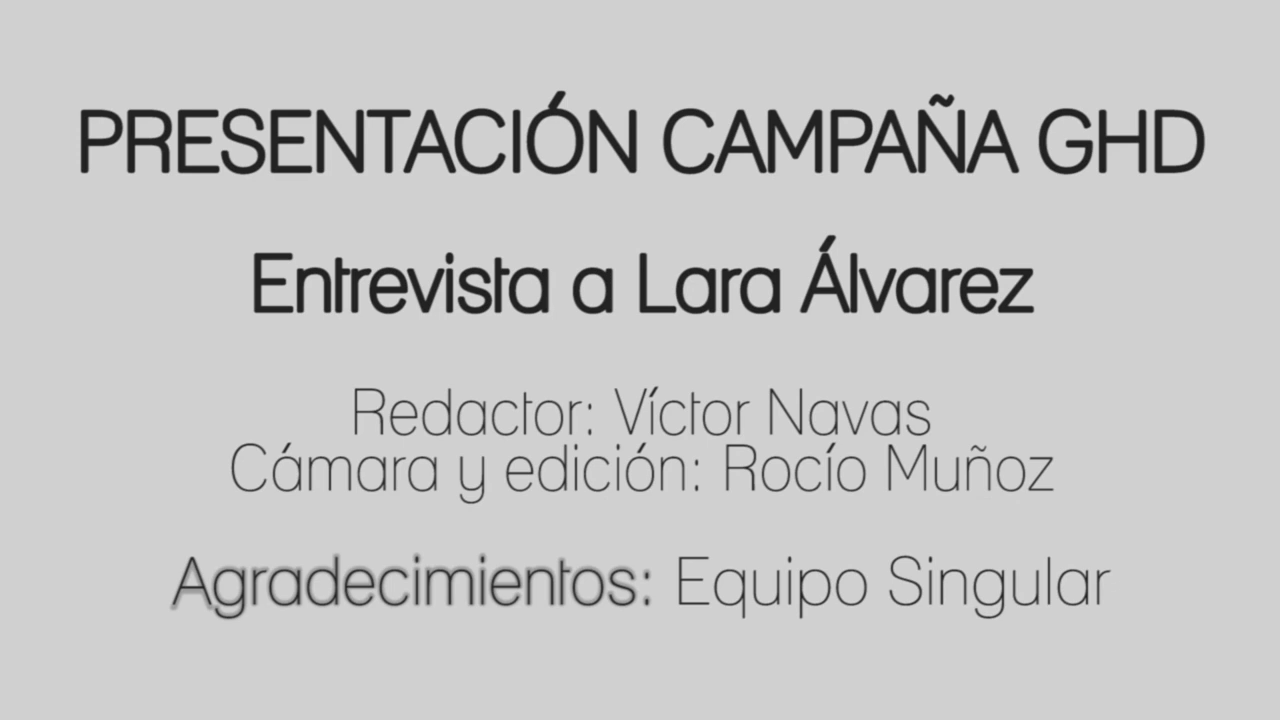 PRESENTACIÓN CAMPAÑA GHD
Entrevista a Lara Álvarez
Redactor: Víctor Navas
Cámara y edición: Rocío Muñoz
Agradecimientos: Equipo Singular